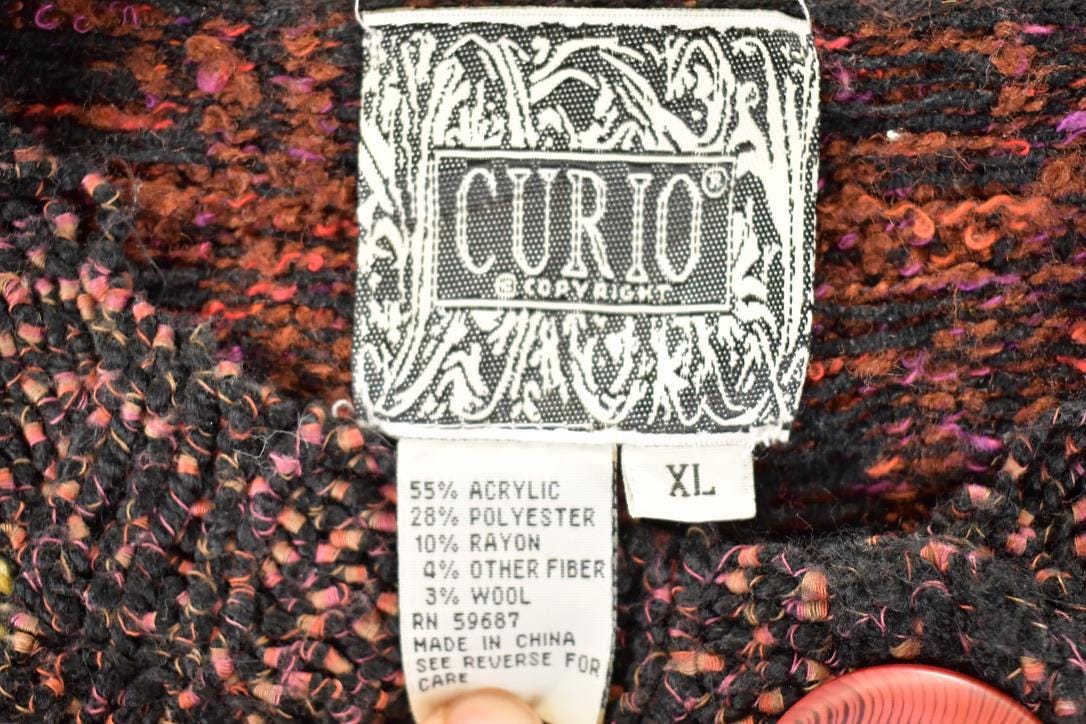 CURIO®
© COPYRIGHT
XL
55% ACRYLIC
28% POLYESTER
10% RAYON
4% OTHER FIBER
3% WOOL
RN 59687
MADE IN CHINA
SEE REVERSE FOR
CARE